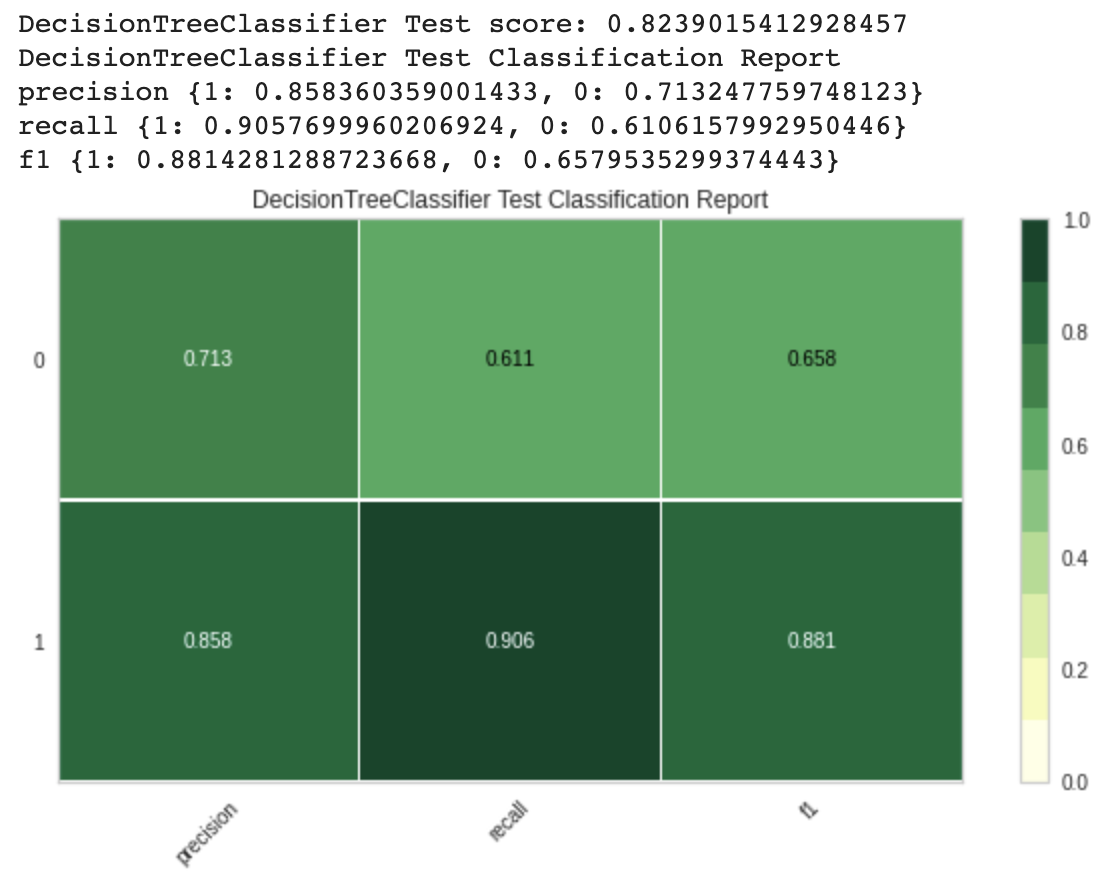 DecisionTreeClassifier Test score: 0.8239015412928457
DecisionTreeClassifier Test Classification Report
precision {1: 0.858360359001433, 0: 0.713247759748123}
recall {1: 0.9057699960206924, 0: 0.6106157992950446}
f1 {1: 0.8814281288723668, 0: 0.6579535299374443}
DecisionTreeClassifier Test Classification Report
1.0
0.8
0 0.713 0.611 0.658
0.6
0.4
1 0.858 0.906 0.881
0.2
0.0
precision recall f1